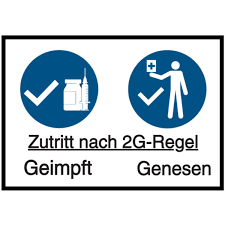 Zutritt nach 2G-Regel
Geimpft Genesen